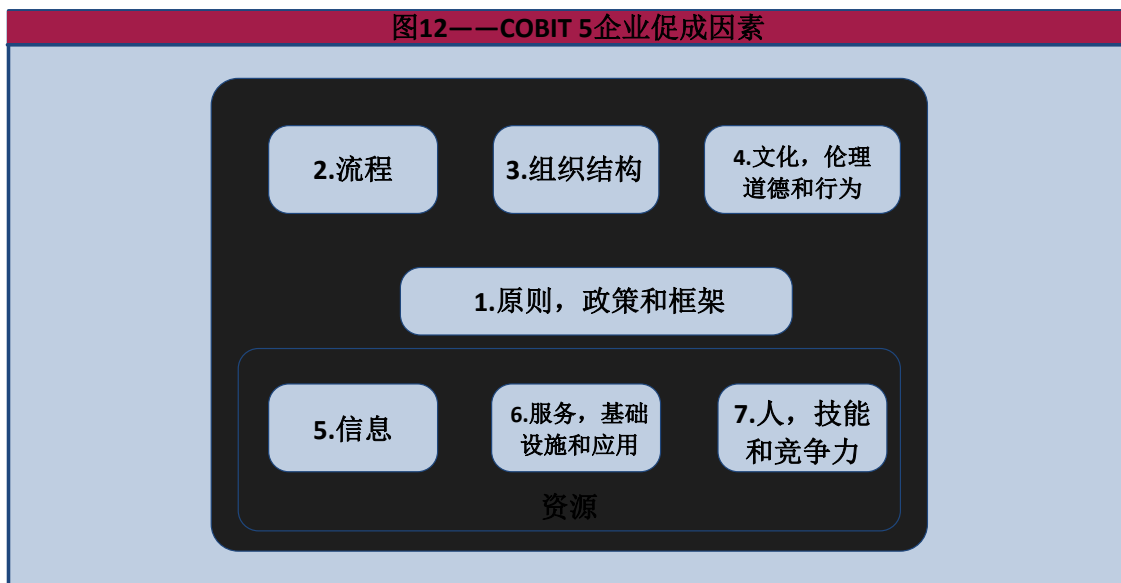 图12——COBIT 5企业促成因素
2.流程
3.组织结构
4.文化，伦理
道德和行为
1.原则，政策和框架
5.信息
6.服务，基础
设施和应用
7.人，技能
和竞争力
资源